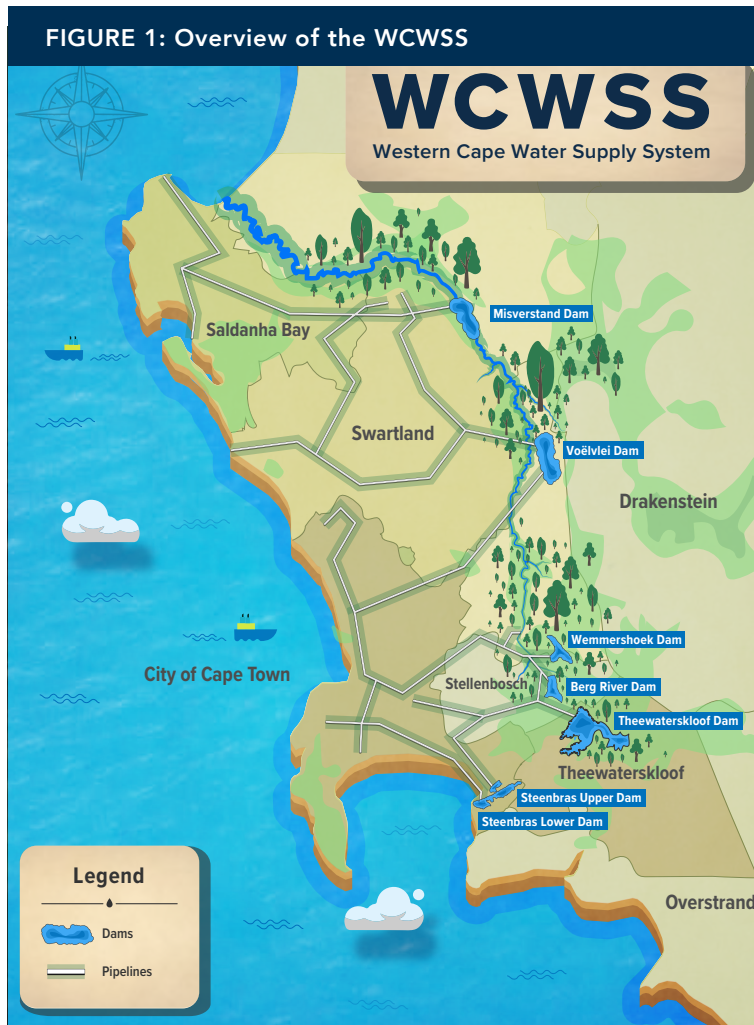 FIGURE 1: Overview of the WCWSS
WCWSS
Western Cape Water Supply System
Misverstand Dam
Saldanha Bay
Swartland
Voëlvlei Dam
Drakenstein
Wemmershoek Dam
City of Cape Town
Stellenbosch
Berg River Dam
Theewaterskloof Dam
Theewaterskloof
Steenbras Upper Dam
Steenbras Lower Dam
Legend
Dams
Pipelines
Overstrand